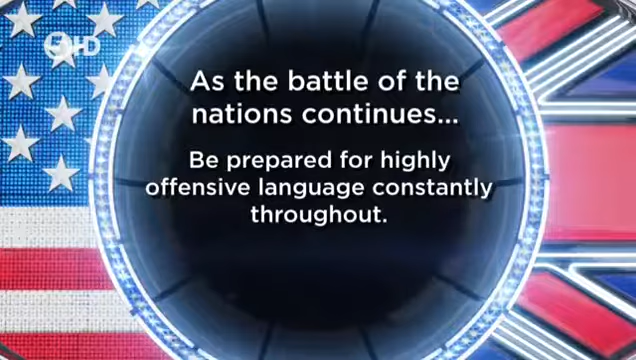 5HD
As the battle of the
nations continues...
Be prepared for highly
offensive language constantly
throughout.